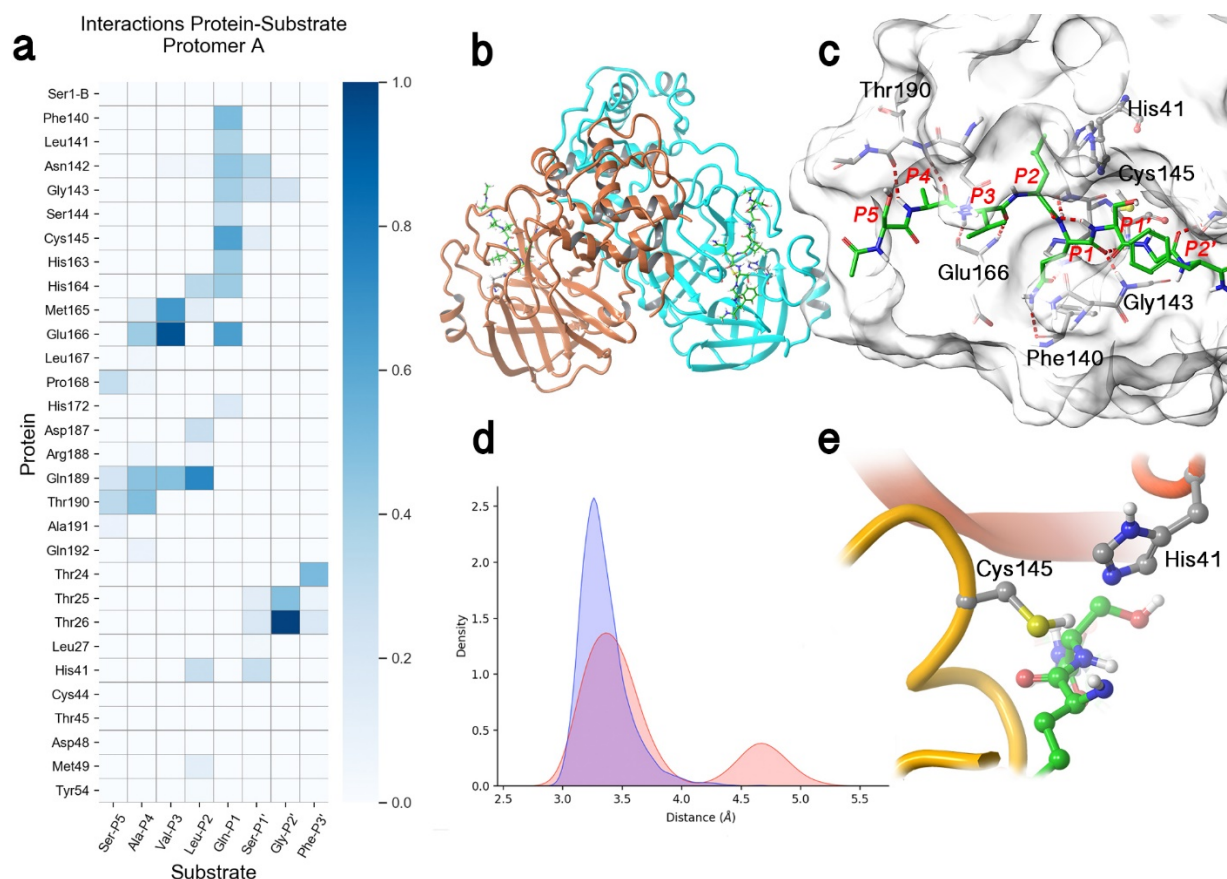 a
Interactions Protein-Substrate
Protomer A
Protein
Ser1-B
Phe140
Leu141
Asn142
Gly143
Ser144
Cys145
His163
His164
Met165
Glu166
Leu167
Pro168
His172
Asp187
Arg188
Gln189
Thr190
Ala191
Gln192
Thr24
Thr25
Thr26
Leu27
His41
Cys44
Thr45
Asp48
Met49
Tyr54
Ser-P5
Ala-P4
Val-P3
Leu-P2
Gln-P1
Ser-P1'
Gly-P2'
Phe-P3'
Substrate
1.0
0.8
0.6
0.4
0.2
0.0
b
c
Thr190
His41
Cys145
P5
P4
P3
P2
P1
P1'
P2'
Glu166
Gly143
Phe140
d
Density
2.5
2.0
1.5
1.0
0.5
0.0
2.5
3.0
3.5
4.0
4.5
5.0
5.5
Distance (Å)
e
Cys145
His41